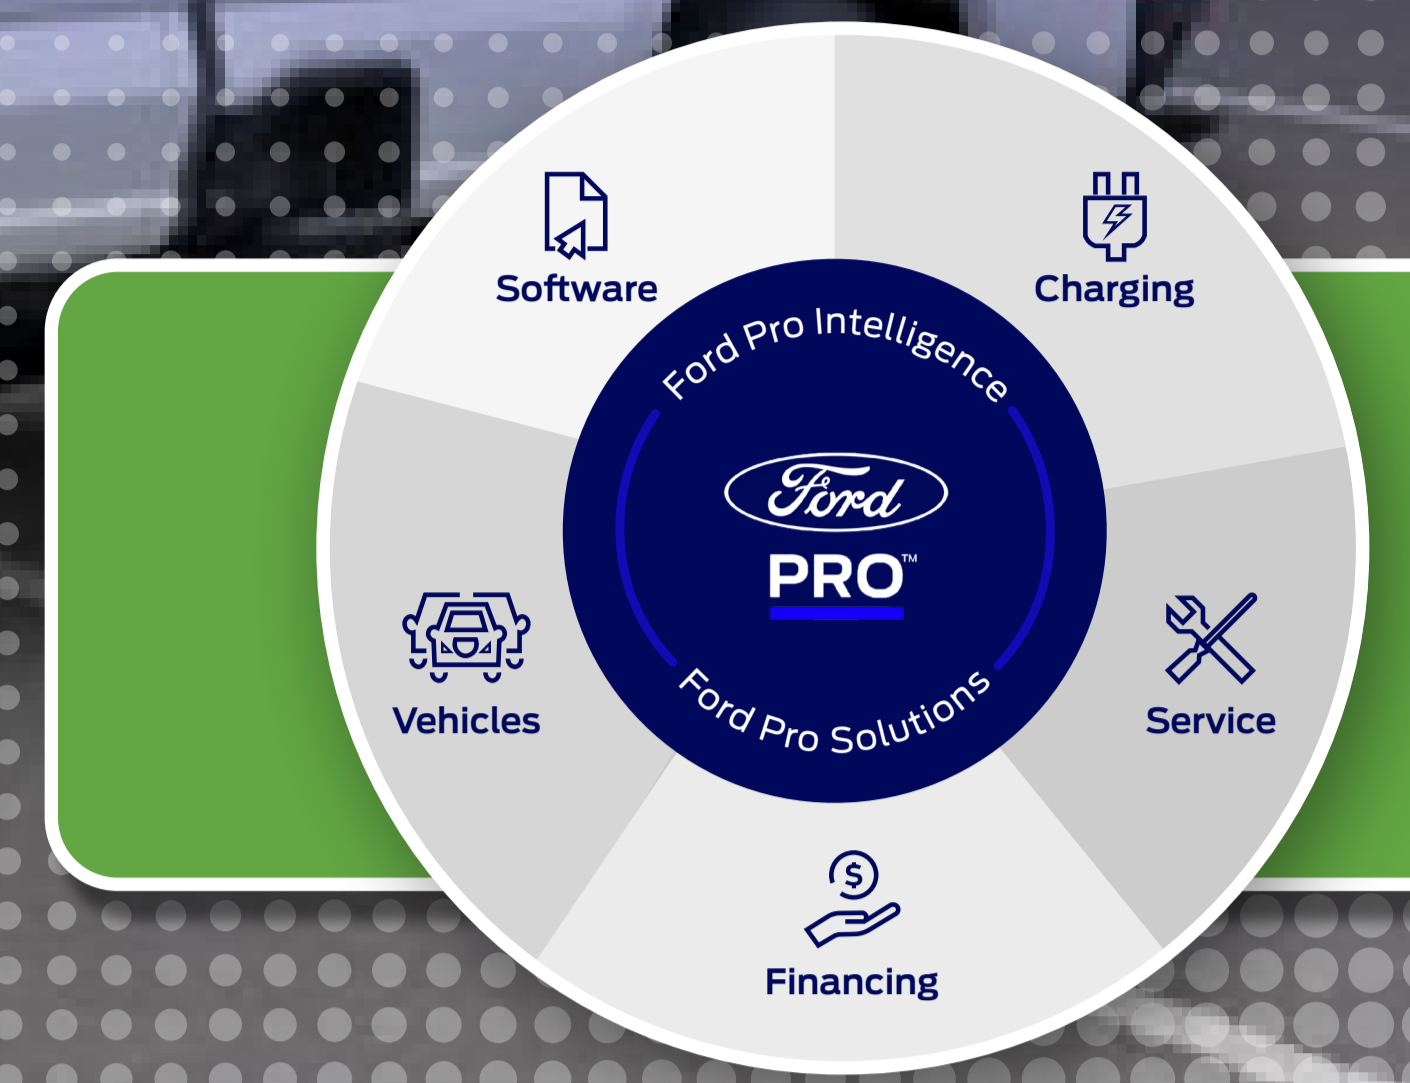 Software
Charging
Ford Pro Intelligence
Ford
PRO™
Ford Pro Solutions
Vehicles
Service
$
Financing